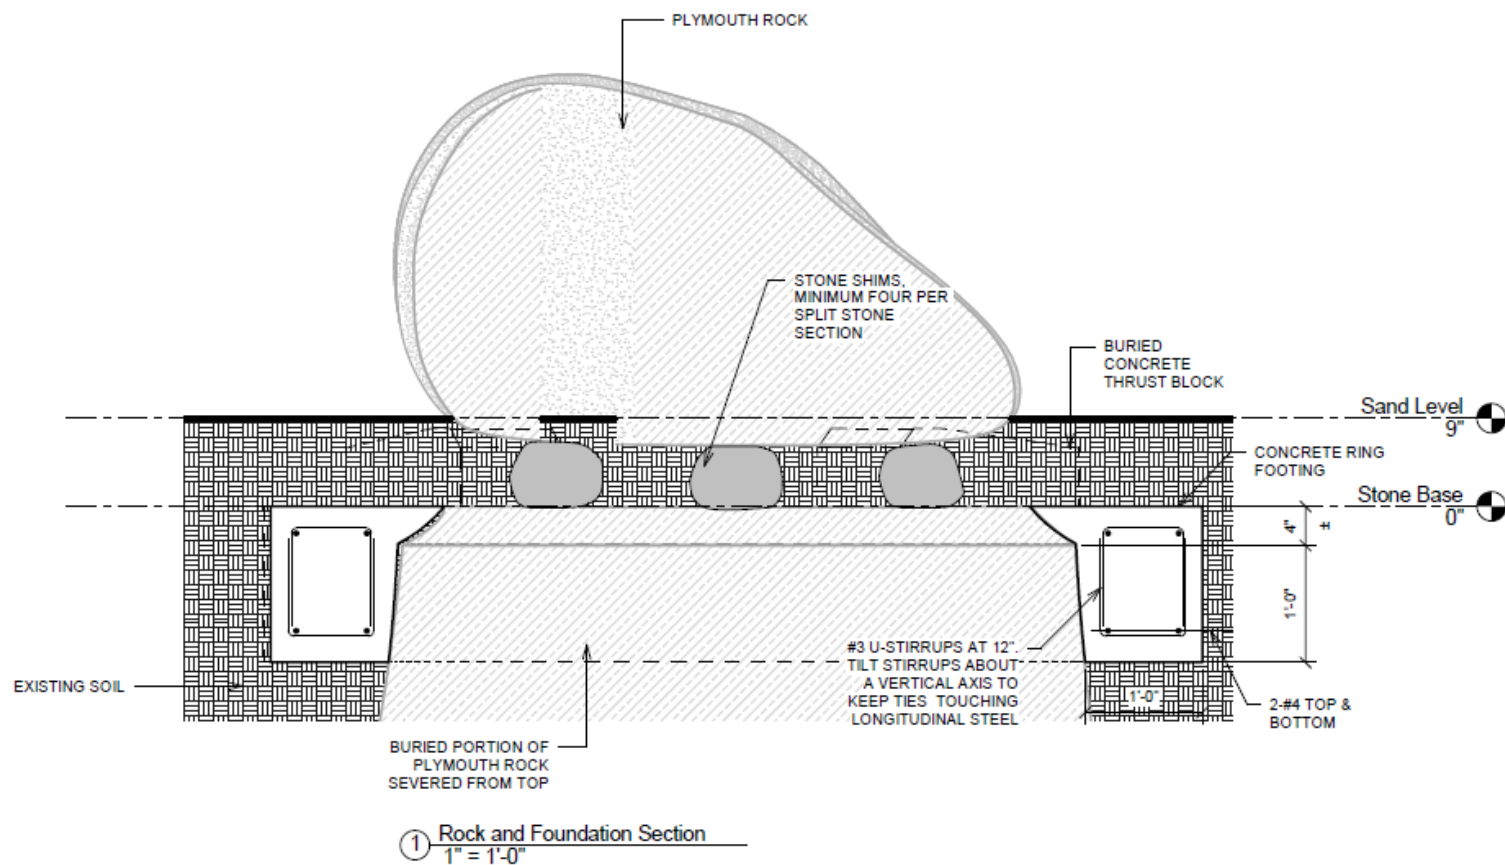 PLYMOUTH ROCK
STONE SHIMS,
MINIMUM FOUR PER
SPLIT STONE
SECTION
BURIED
CONCRETE
THRUST BLOCK
Sand Level
9"
CONCRETE RING
FOOTING
Stone Base
0"
4"
±
1'-0"
#3 U-STIRRUPS AT 12".
TILT STIRRUPS ABOUT
A VERTICAL AXIS TO
KEEP TIES TOUCHING
LONGITUDINAL STEEL
EXISTING SOIL
1'-0"
2-#4 TOP &
BOTTOM
BURIED PORTION OF
PLYMOUTH ROCK
SEVERED FROM TOP
1 Rock and Foundation Section
1" = 1'-0"